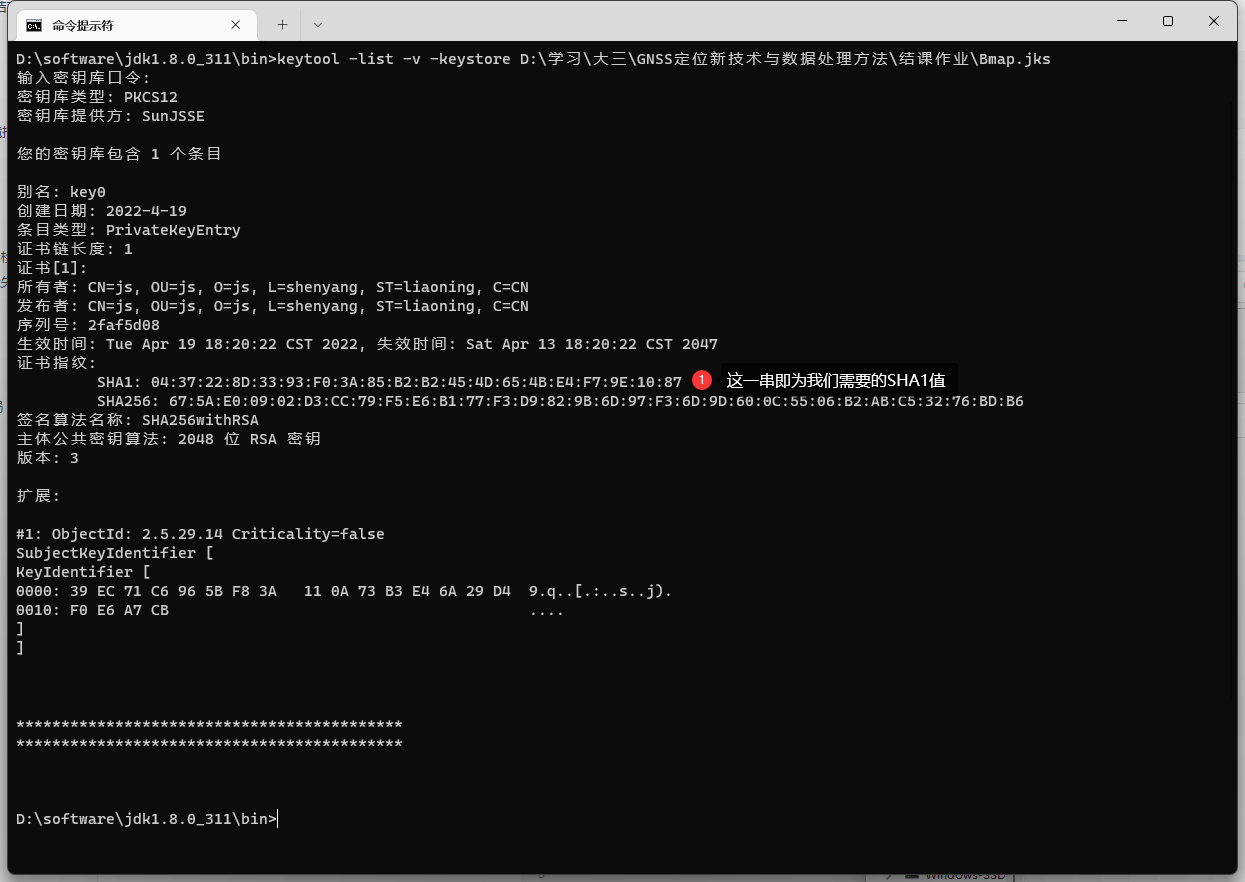 命令提示符
D:\software\jdk1.8.0_311\bin>keytool -list -v -keystore D:\学习\大三\GNSS定位新技术与数据处理方法\结课作业\Bmap.jks
输入密钥库口令:
密钥库类型: PKCS12
密钥库提供方: SunJSSE
您的密钥库包含 1 个条目
别名: key0
创建日期: 2022-4-19
条目类型: PrivateKeyEntry
证书链长度: 1
证书[1]:
所有者: CN=js, OU=js, O=js, L=shenyang, ST=liaoning, C=CN
发布者: CN=js, OU=js, O=js, L=shenyang, ST=liaoning, C=CN
序列号: 2faf5d08
生效时间: Tue Apr 19 18:20:22 CST 2022, 失效时间: Sat Apr 13 18:20:22 CST 2047
证书指纹:
SHA1: 04:37:22:8D:33:93:F0:3A:85:B2:B2:45:4D:65:4B:E4:F7:9E:10:87 1 这一串即为我们需要的SHA1值
SHA256: 67:5A:E0:09:02:D3:CC:79:F5:E6:B1:77:F3:D9:82:9B:6D:97:F3:6D:9D:60:0C:55:06:B2:AB:C5:32:76:BD:B6
签名算法名称: SHA256withRSA
主体公共密钥算法: 2048 位 RSA 密钥
版本: 3
扩展:
#1: ObjectId: 2.5.29.14 Criticality=false
SubjectKeyIdentifier [
KeyIdentifier [
0000: 39 EC 71 C6 96 5B F8 3A   11 0A 73 B3 E4 6A 29 D4  9.q..[.:..s..j).
0010: F0 E6 A7 CB                                        ....
]
]
*******************************************
*******************************************
D:\software\jdk1.8.0_311\bin>
Windows-SSD